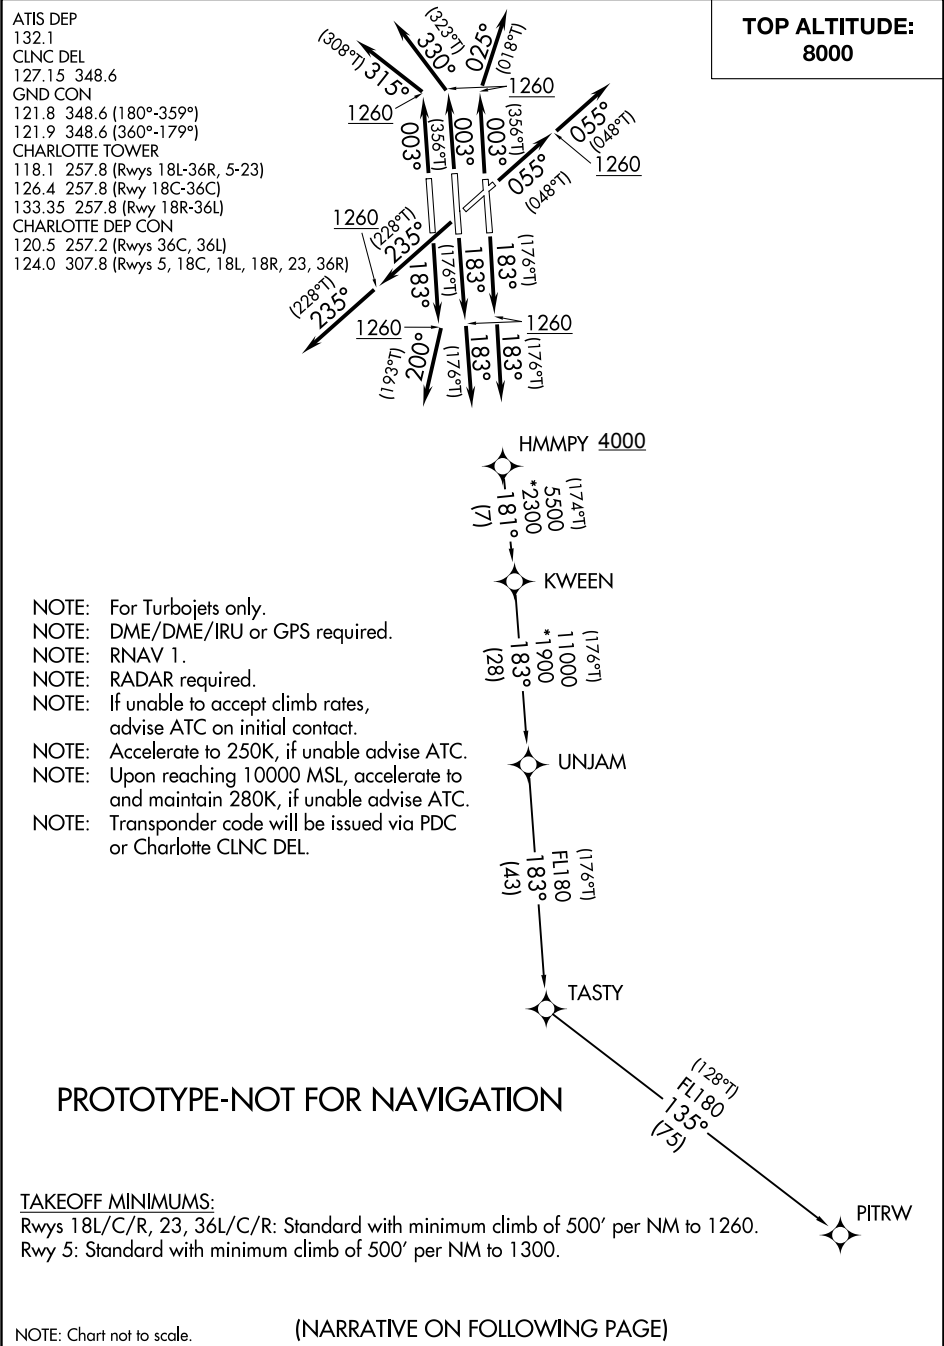 ATIS DEP
132.1
CLNC DEL
127.15 348.6
GND CON
121.8 348.6 (180°-359°)
121.9 348.6 (360°-179°)
CHARLOTTE TOWER
118.1 257.8 (Rwys 18L-36R, 5-23)
126.4 257.8 (Rwy 18C-36C)
133.35 257.8 (Rwy 18R-36L)
CHARLOTTE DEP CON
120.5 257.2 (Rwys 36C, 36L)
124.0 307.8 (Rwys 5, 18C, 18L, 18R, 23, 36R)
TOP ALTITUDE:
8000
(308°T)
315°
(323°T)
330°
025°
(018°T)
1260
1260
003°
(356°T)
003°
003°
(356°T)
055°
(048°T)
055°
(048°T)
1260
1260
(228°T)
235°
(228°T)
235°
183°
(176°T)
183°
183°
(176°T)
1260
1260
(193°T)
200°
(176°T)
183°
183°
(176°T)
HMMPY 4000
(174°T)
5500
*2300
181°
(7)
KWEEN
(176°T)
11000
*1900
183°
(28)
UNJAM
(176°T)
FL180
183°
(43)
TASTY
(128°T)
FL180
135°
(75)
PITRW
NOTE: For Turbojets only.
NOTE: DME/DME/IRU or GPS required.
NOTE: RNAV 1.
NOTE: RADAR required.
NOTE: If unable to accept climb rates,
advise ATC on initial contact.
NOTE: Accelerate to 250K, if unable advise ATC.
NOTE: Upon reaching 10000 MSL, accelerate to
and maintain 280K, if unable advise ATC.
NOTE: Transponder code will be issued via PDC
or Charlotte CLNC DEL.
PROTOTYPE-NOT FOR NAVIGATION
TAKEOFF MINIMUMS:
Rwys 18L/C/R, 23, 36L/C/R: Standard with minimum climb of 500′ per NM to 1260.
Rwy 5: Standard with minimum climb of 500′ per NM to 1300.
NOTE: Chart not to scale.
(NARRATIVE ON FOLLOWING PAGE)